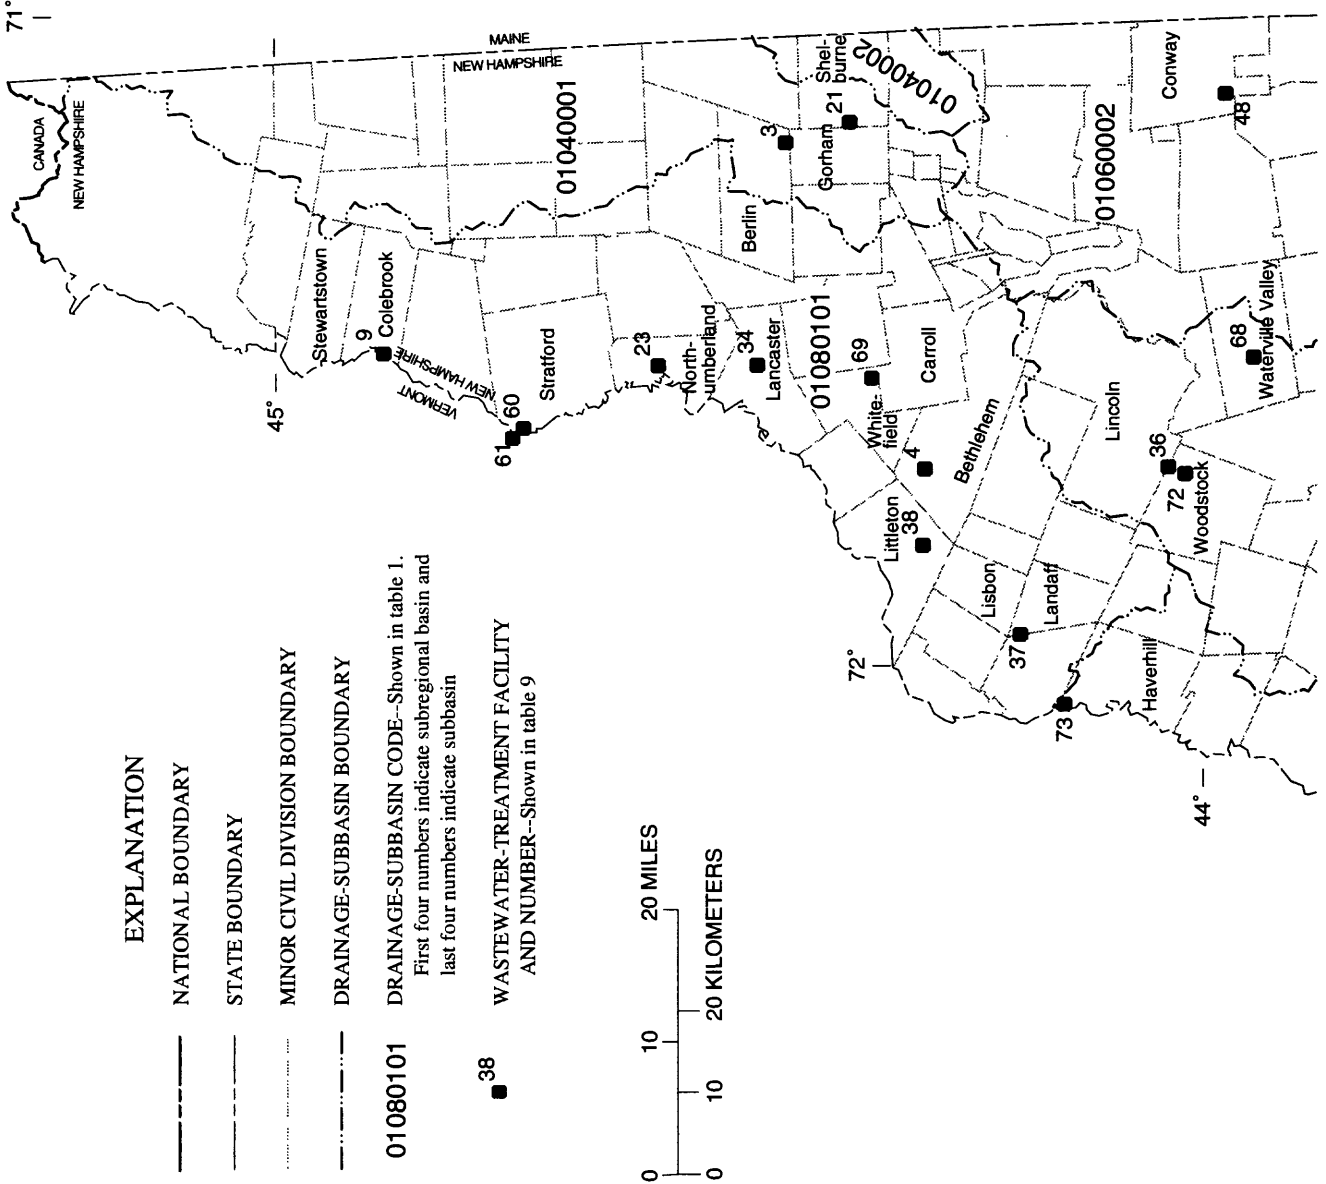 EXPLANATION
NATIONAL BOUNDARY
STATE BOUNDARY
MINOR CIVIL DIVISION BOUNDARY
DRAINAGE-SUBBASIN BOUNDARY
01080101
DRAINAGE-SUBBASIN CODE--Shown in table 1.
First four numbers indicate subregional basin and
last four numbers indicate subbasin
38
WASTEWATER-TREATMENT FACILITY
AND NUMBER--Shown in table 9
0 10 20 MILES
0 10 20 KILOMETERS
71°
CANADA
NEW HAMPSHIRE
MAINE
NEW HAMPSHIRE
45°
Stewartstown
9
Colebrook
VERMONT
NEW HAMPSHIRE
61
60
Stratford
01040001
23
North-
umberland
34
Lancaster
Berlin
3
Gorham
21
Shel-
burne
01040002
01080101
69
White-
field
Carroll
4
Littleton
38
Bethlehem
72°
Lisbon
37
Landaff
Lincoln
73
Haverhill
36
72
Woodstock
01060002
Conway
48
68
Waterville Valley
44°